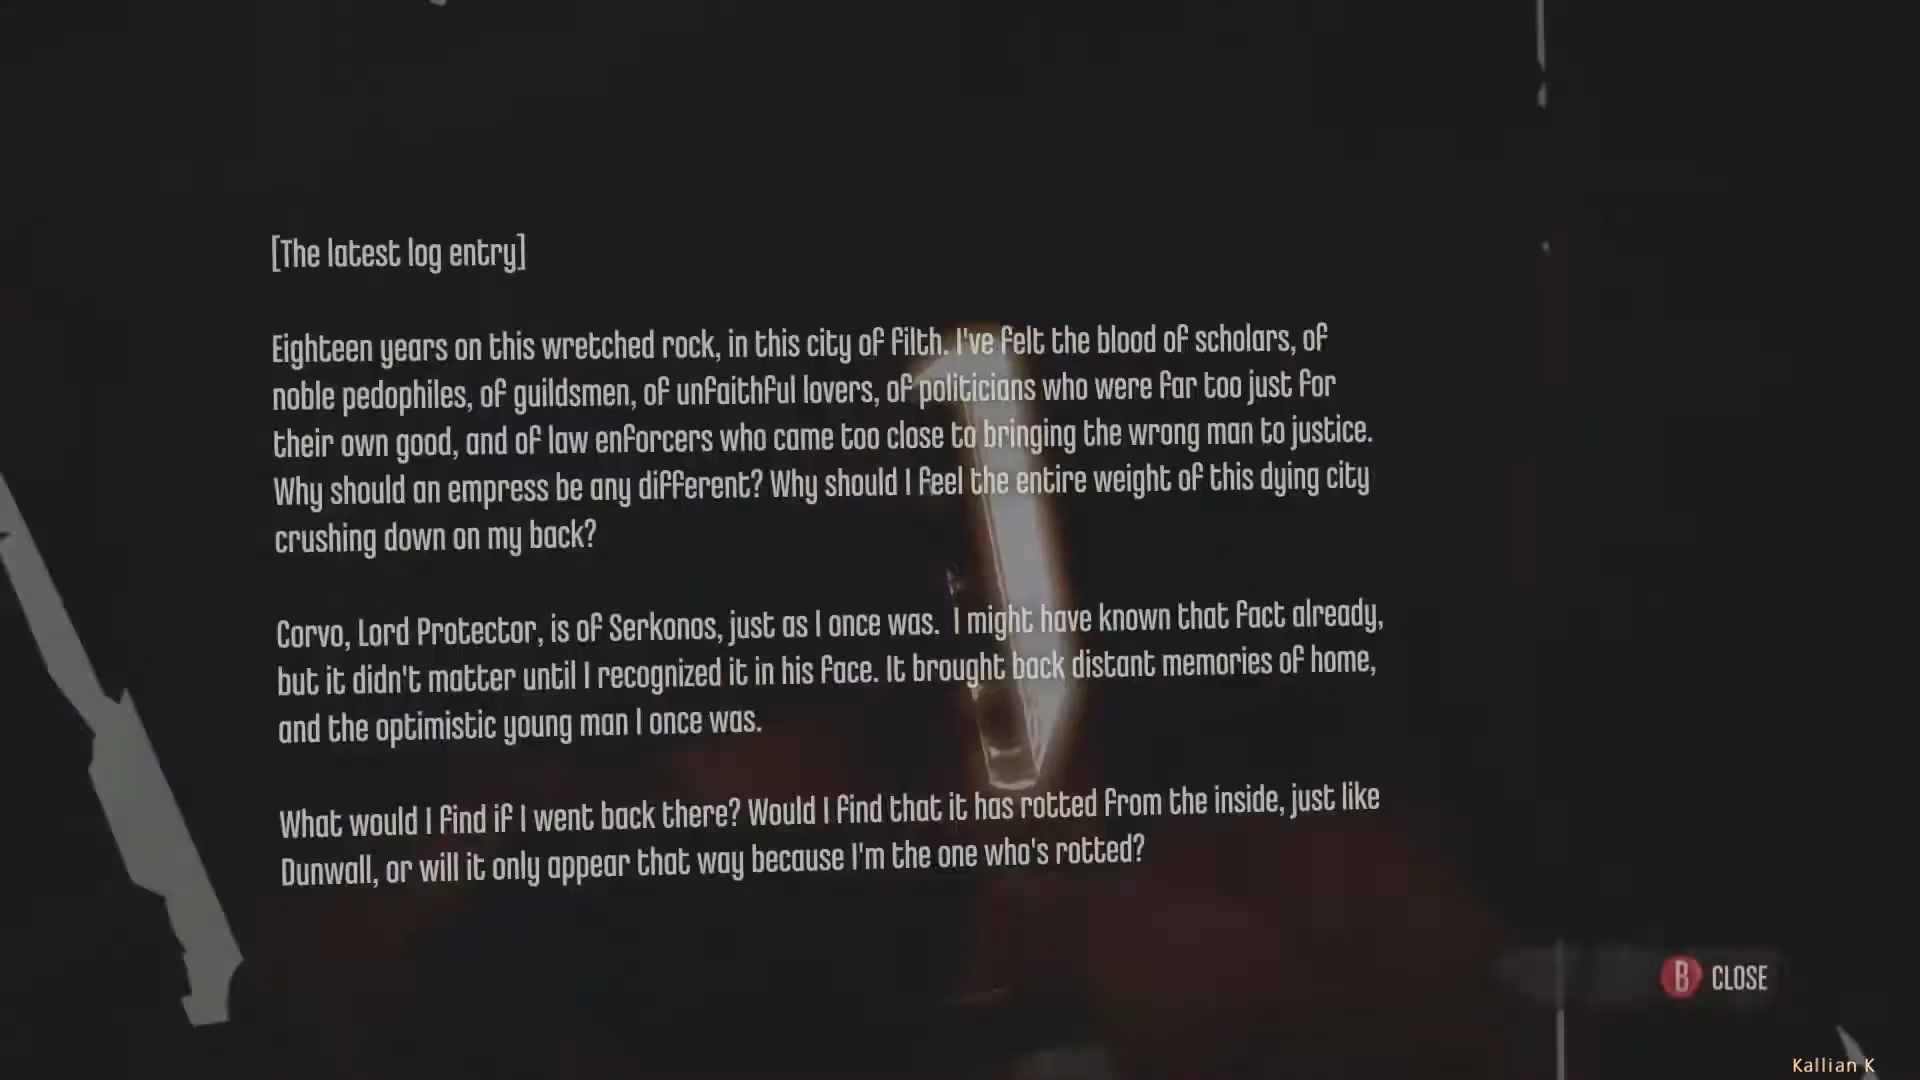 [The latest log entry]
Eighteen years on this wretched rock, in this city of filth. I've felt the blood of scholars, of
noble pedophiles, of guildsmen, of unfaithful lovers, of politicians who were far too just for
their own good, and of law enforcers who came too close to bringing the wrong man to justice.
Why should an empress be any different? Why should I feel the entire weight of this dying city
crushing down on my back?
Corvo, Lord Protector, is of Serkonos, just as I once was.  I might have known that fact already,
but it didn't matter until I recognized it in his face. It brought back distant memories of home,
and the optimistic young man I once was.
What would I find if I went back there? Would I find that it has rotted from the inside, just like
Dunwall, or will it only appear that way because I'm the one who's rotted?
B CLOSE
Kallian K